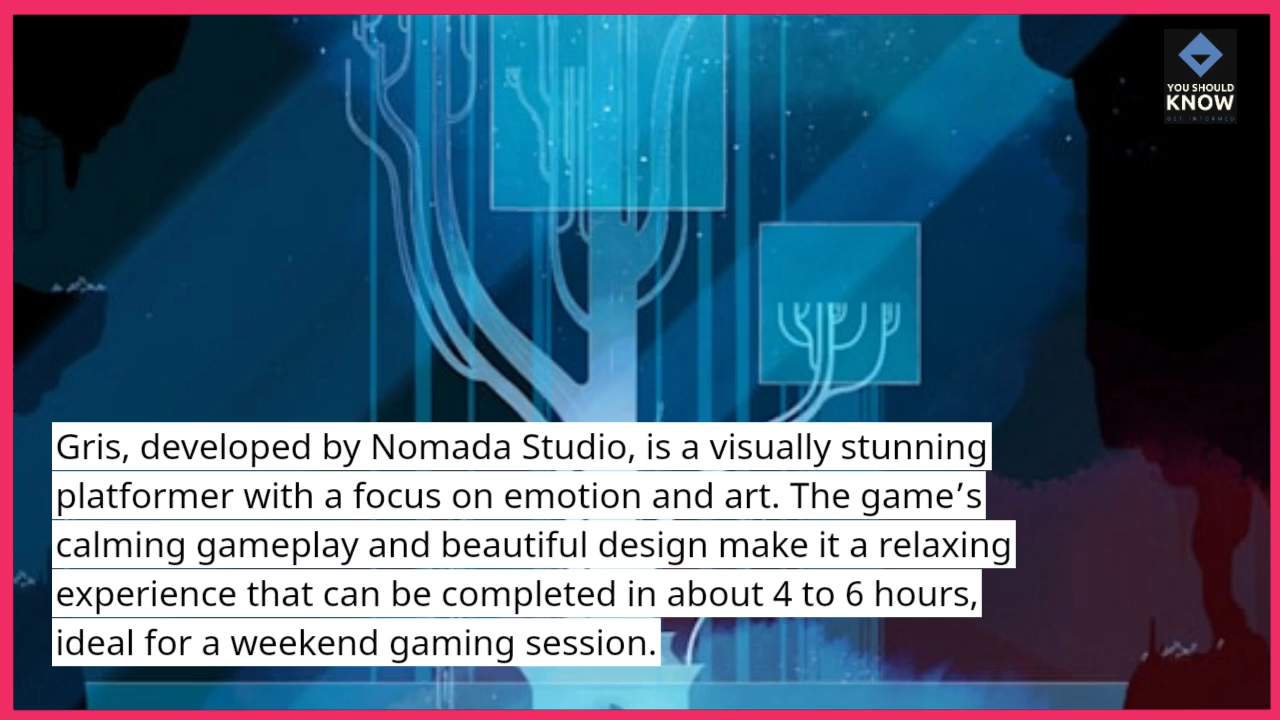 YOU SHOULD
KNOW
GET INFORMED
Gris, developed by Nomada Studio, is a visually stunning
platformer with a focus on emotion and art. The game’s
calming gameplay and beautiful design make it a relaxing
experience that can be completed in about 4 to 6 hours,
ideal for a weekend gaming session.